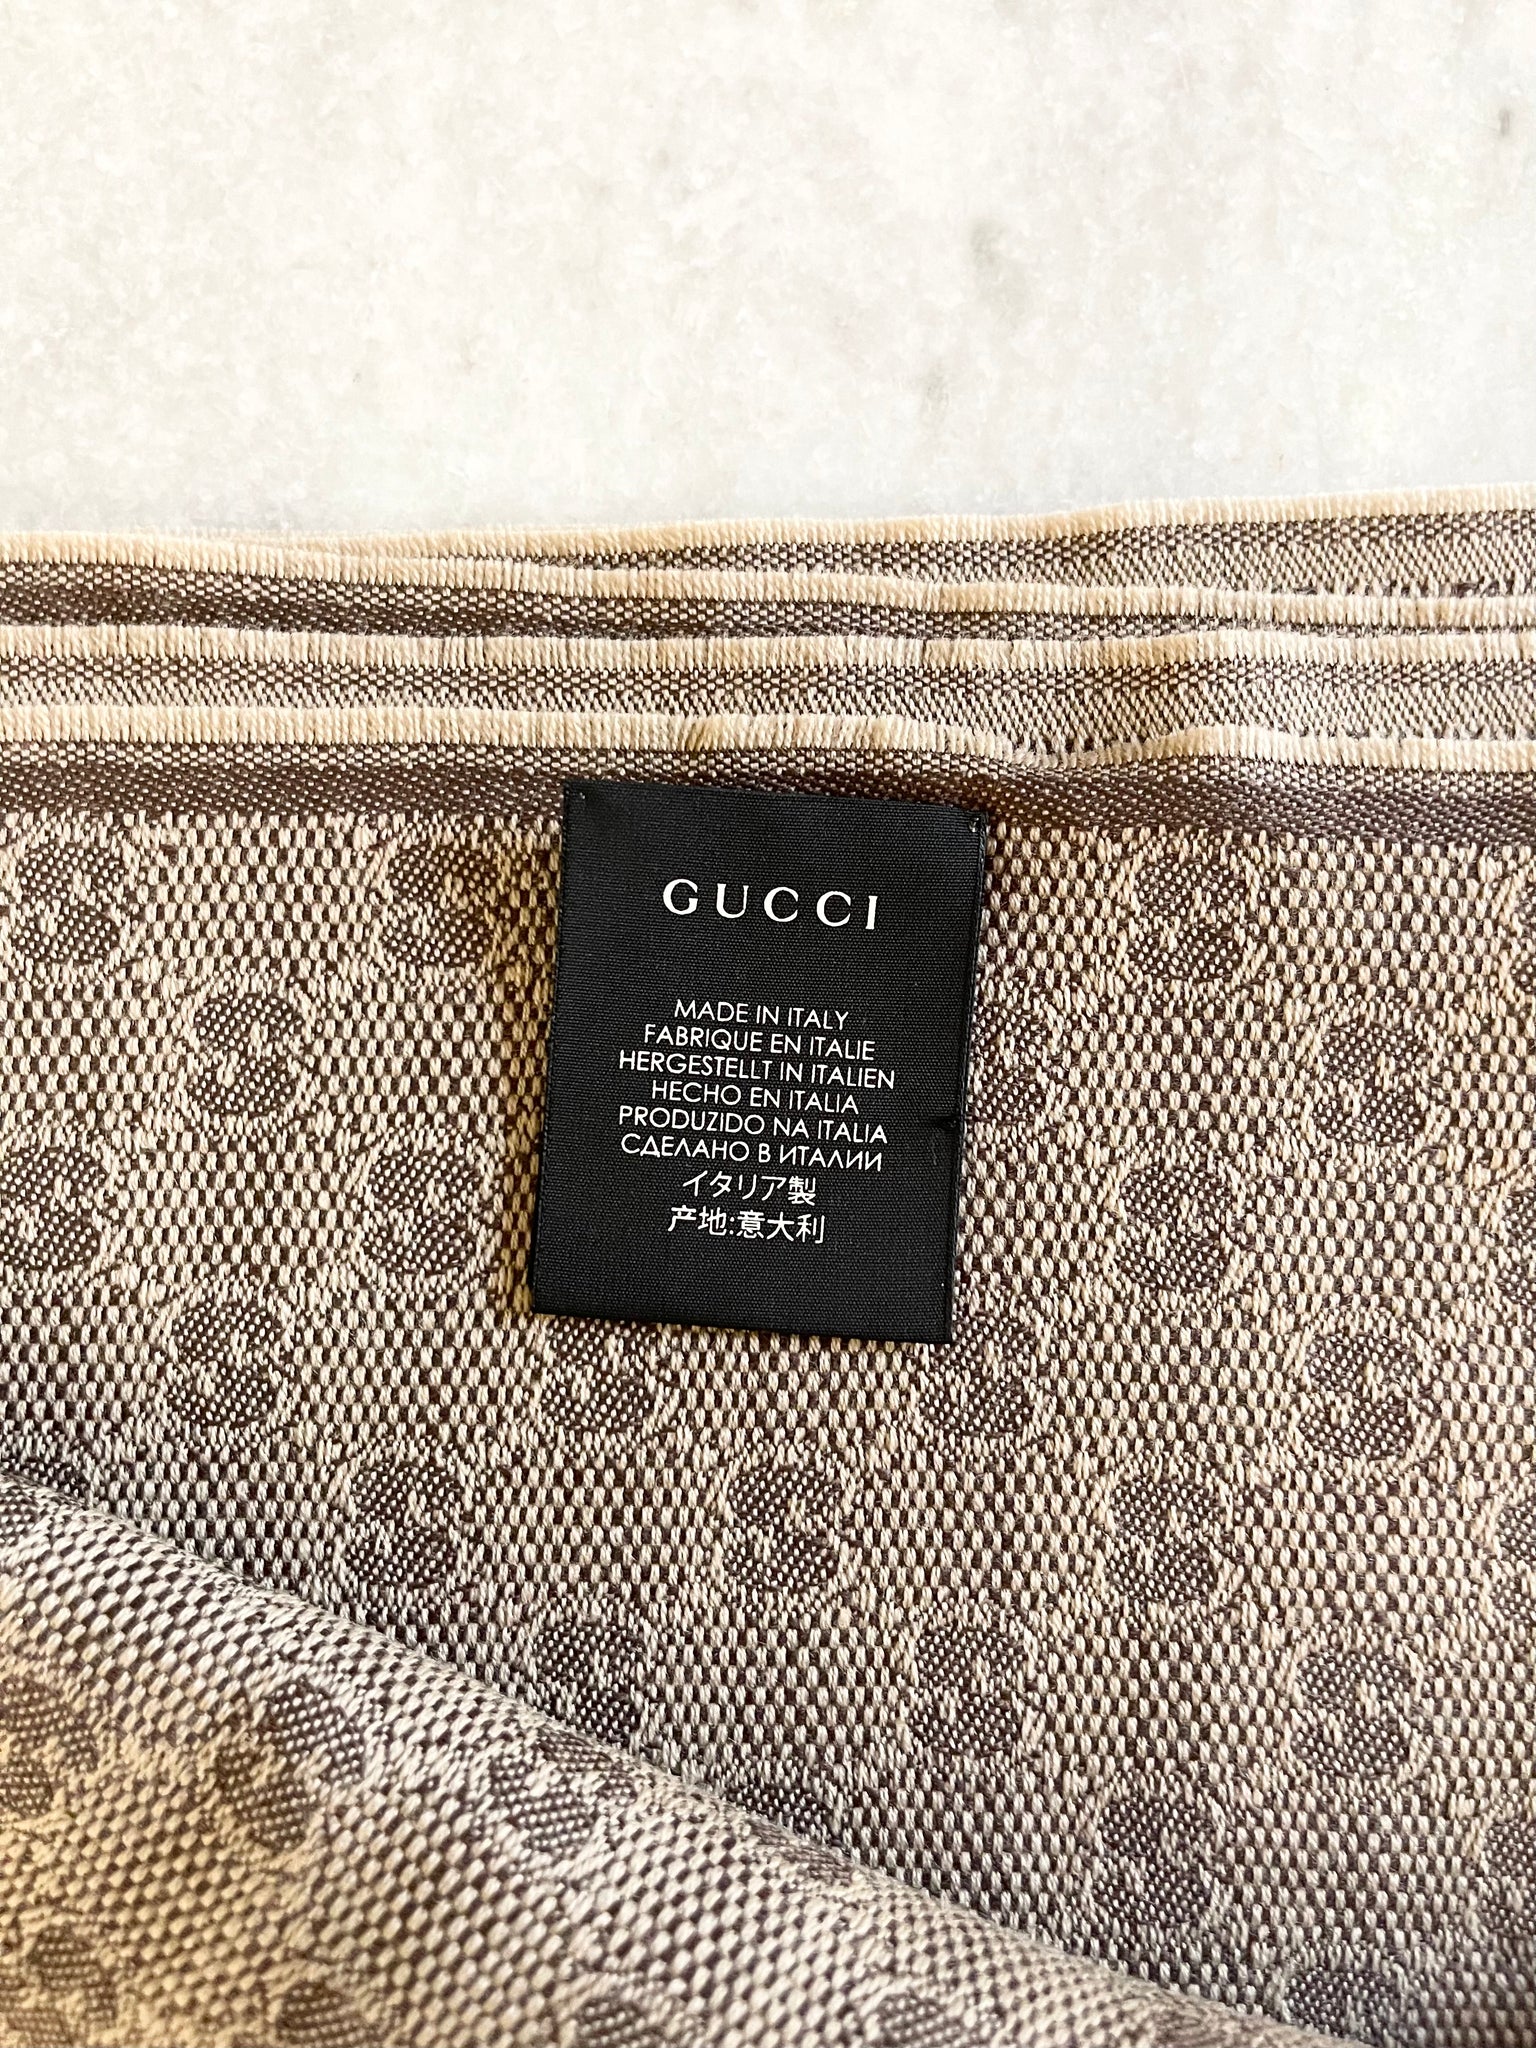 GUCCI
MADE IN ITALY
FABRIQUE EN ITALIE
HERGESTELLT IN ITALIEN
HECHO EN ITALIA
PRODUZIDO NA ITALIA
СДЕЛАНО В ИТАЛИИ
イタリア製
产地:意大利